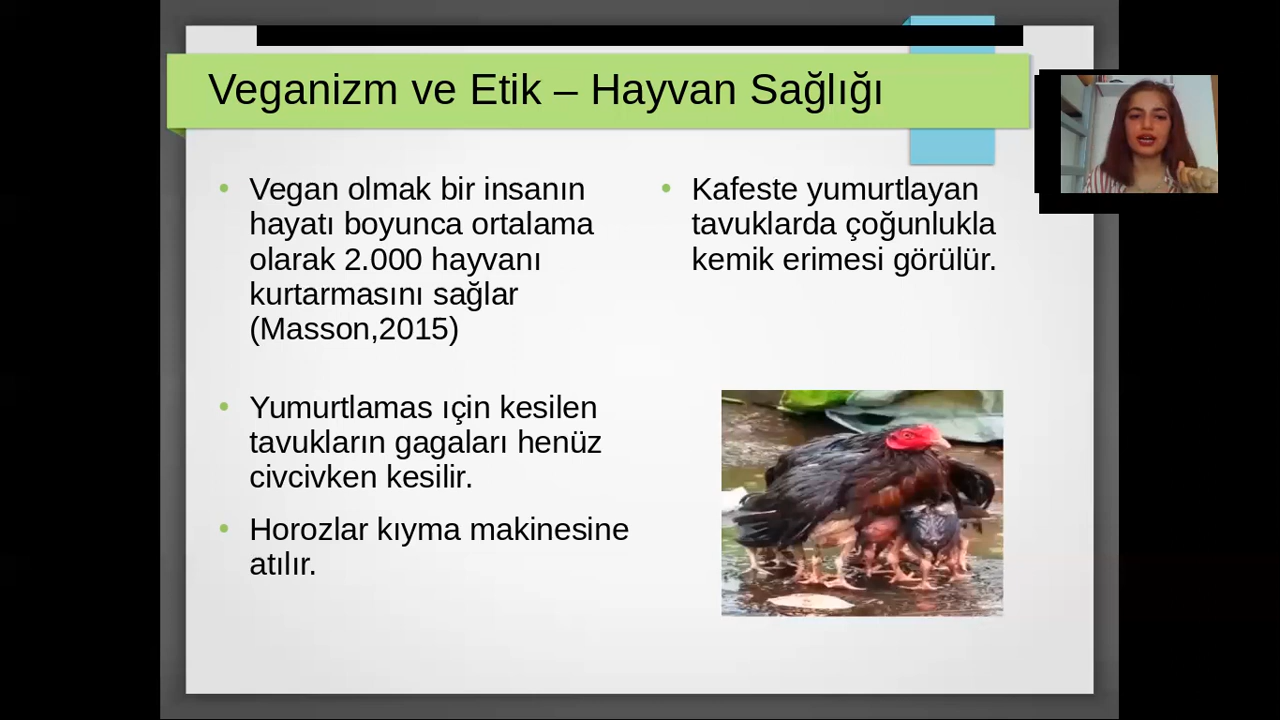 Veganizm ve Etik – Hayvan Sağlığı
Vegan olmak bir insanın
hayatı boyunca ortalama
olarak 2.000 hayvanı
kurtarmasını sağlar
(Masson,2015)
Yumurtlamas ıçin kesilen
tavukların gagaları henüz
civcivken kesilir.
Horozlar kıyma makinesine
atılır.
Kafeste yumurtlayan
tavuklarda çoğunlukla
kemik erimesi görülür.